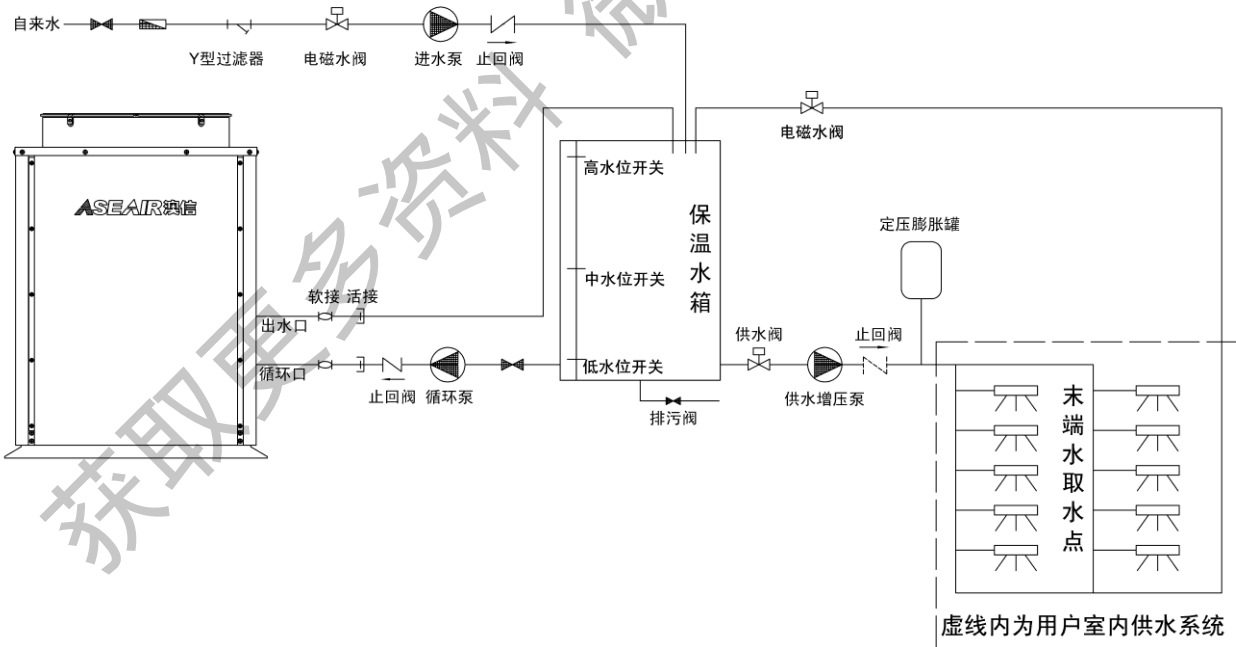 自来水
Y型过滤器
电磁水阀
进水泵
止回阀
电磁水阀
ASEAIR滨信
高水位开关
保温水箱
中水位开关
低水位开关
定压膨胀罐
软接
活接
出水口
循环口
止回阀
循环泵
供水阀
止回阀
供水增压泵
排污阀
末端水取水点
虚线内为用户室内供水系统
获取更多资料 微